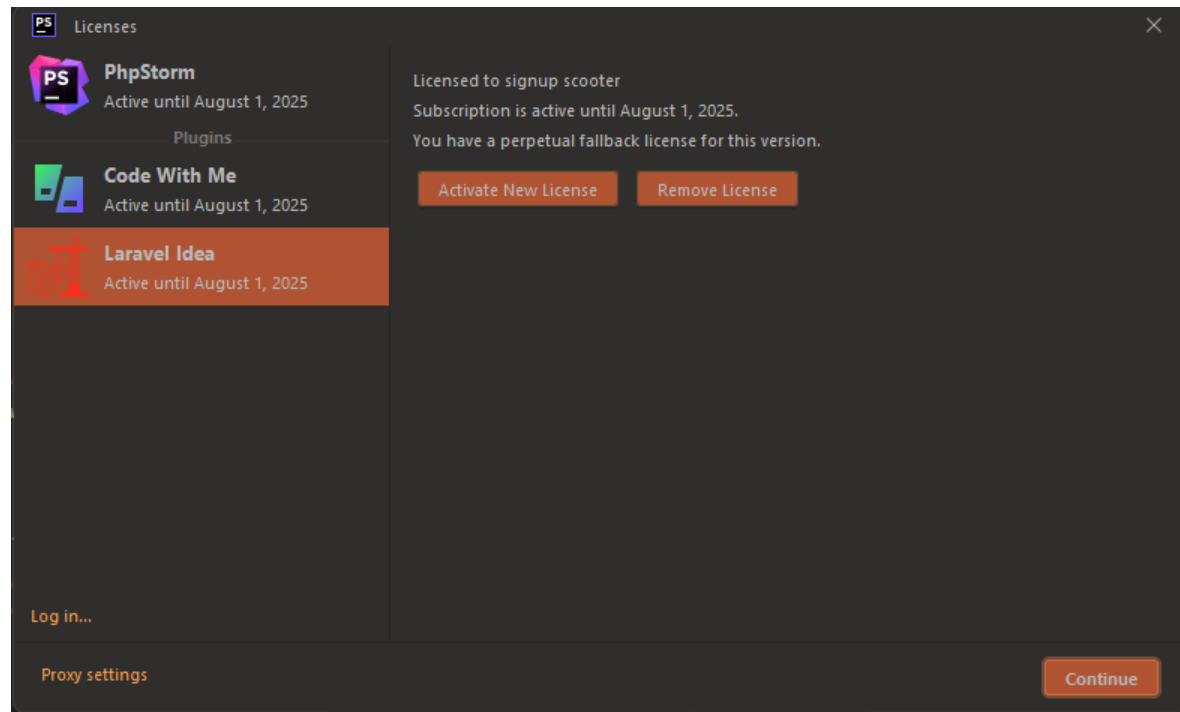 PS Licenses
PS
PhpStorm
Active until August 1, 2025
Plugins
Code With Me
Active until August 1, 2025
Laravel Idea
Active until August 1, 2025
Log in...
Licensed to signup scooter
Subscription is active until August 1, 2025.
You have a perpetual fallback license for this version.
Activate New License Remove License
Proxy settings
Continue